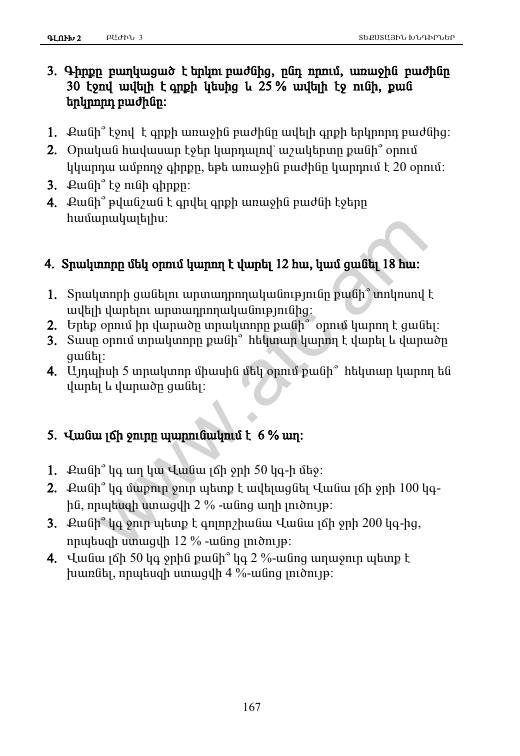 ԳԼՈՒԽ 2 ԲԱԺԻՆ 3 ՏԵՔՍՏԱՅԻՆ ԽՆԴԻՐՆԵՐ
3. Գիրքը բաղկացած է երկու բաժնից, ընդ որում, առաջին բաժինը
30 էջով ավելի է գրքի կեսից և 25 % ավելի էջ ունի, քան
երկրորդ բաժինը:
1. Քանի՞ էջով է գրքի առաջին բաժինը ավելի գրքի երկրորդ բաժնից:
2. Օրական հավասար էջեր կարդալով՝ աշակերտը քանի՞ օրում
կկարդա ամբողջ գիրքը, եթե առաջին բաժինը կարդում է 20 օրում:
3. Քանի՞ էջ ունի գիրքը:
4. Քանի՞ թվանշան է գրվել գրքի առաջին բաժնի էջերը
համարակալելիս:
4. Տրակտորը մեկ օրում կարող է վարել 12 հա, կամ ցանել 18 հա:
1. Տրակտորի ցանելու արտադրողականությունը քանի՞ տոկոսով է
ավելի վարելու արտադրողականությունից:
2. Երեք օրում իր վարածը տրակտորը քանի՞ օրում կարող է ցանել:
3. Տասը օրում տրակտորը քանի՞ հեկտար կարող է վարել և վարածը
ցանել:
4. Այդպիսի 5 տրակտոր միասին մեկ օրում քանի՞ հեկտար կարող են
վարել և վարածը ցանել:
5. Վանա լճի ջուրը պարունակում է 6 % աղ:
1. Քանի՞ կգ աղ կա Վանա լճի ջրի 50 կգ-ի մեջ:
2. Քանի՞ կգ մաքուր ջուր պետք է ավելացնել Վանա լճի ջրի 100 կգ-
ին, որպեսզի ստացվի 2 % -անոց աղի լուծույթ:
3. Քանի՞ կգ ջուր պետք է գոլորշիանա Վանա լճի ջրի 200 կգ-ից,
որպեսզի ստացվի 12 % -անոց լուծույթ:
4. Վանա լճի 50 կգ ջրին քանի՞ կգ 2 %-անոց աղաջուր պետք է
խառնել, որպեսզի ստացվի 4 %-անոց լուծույթ:
www.atc.am
167